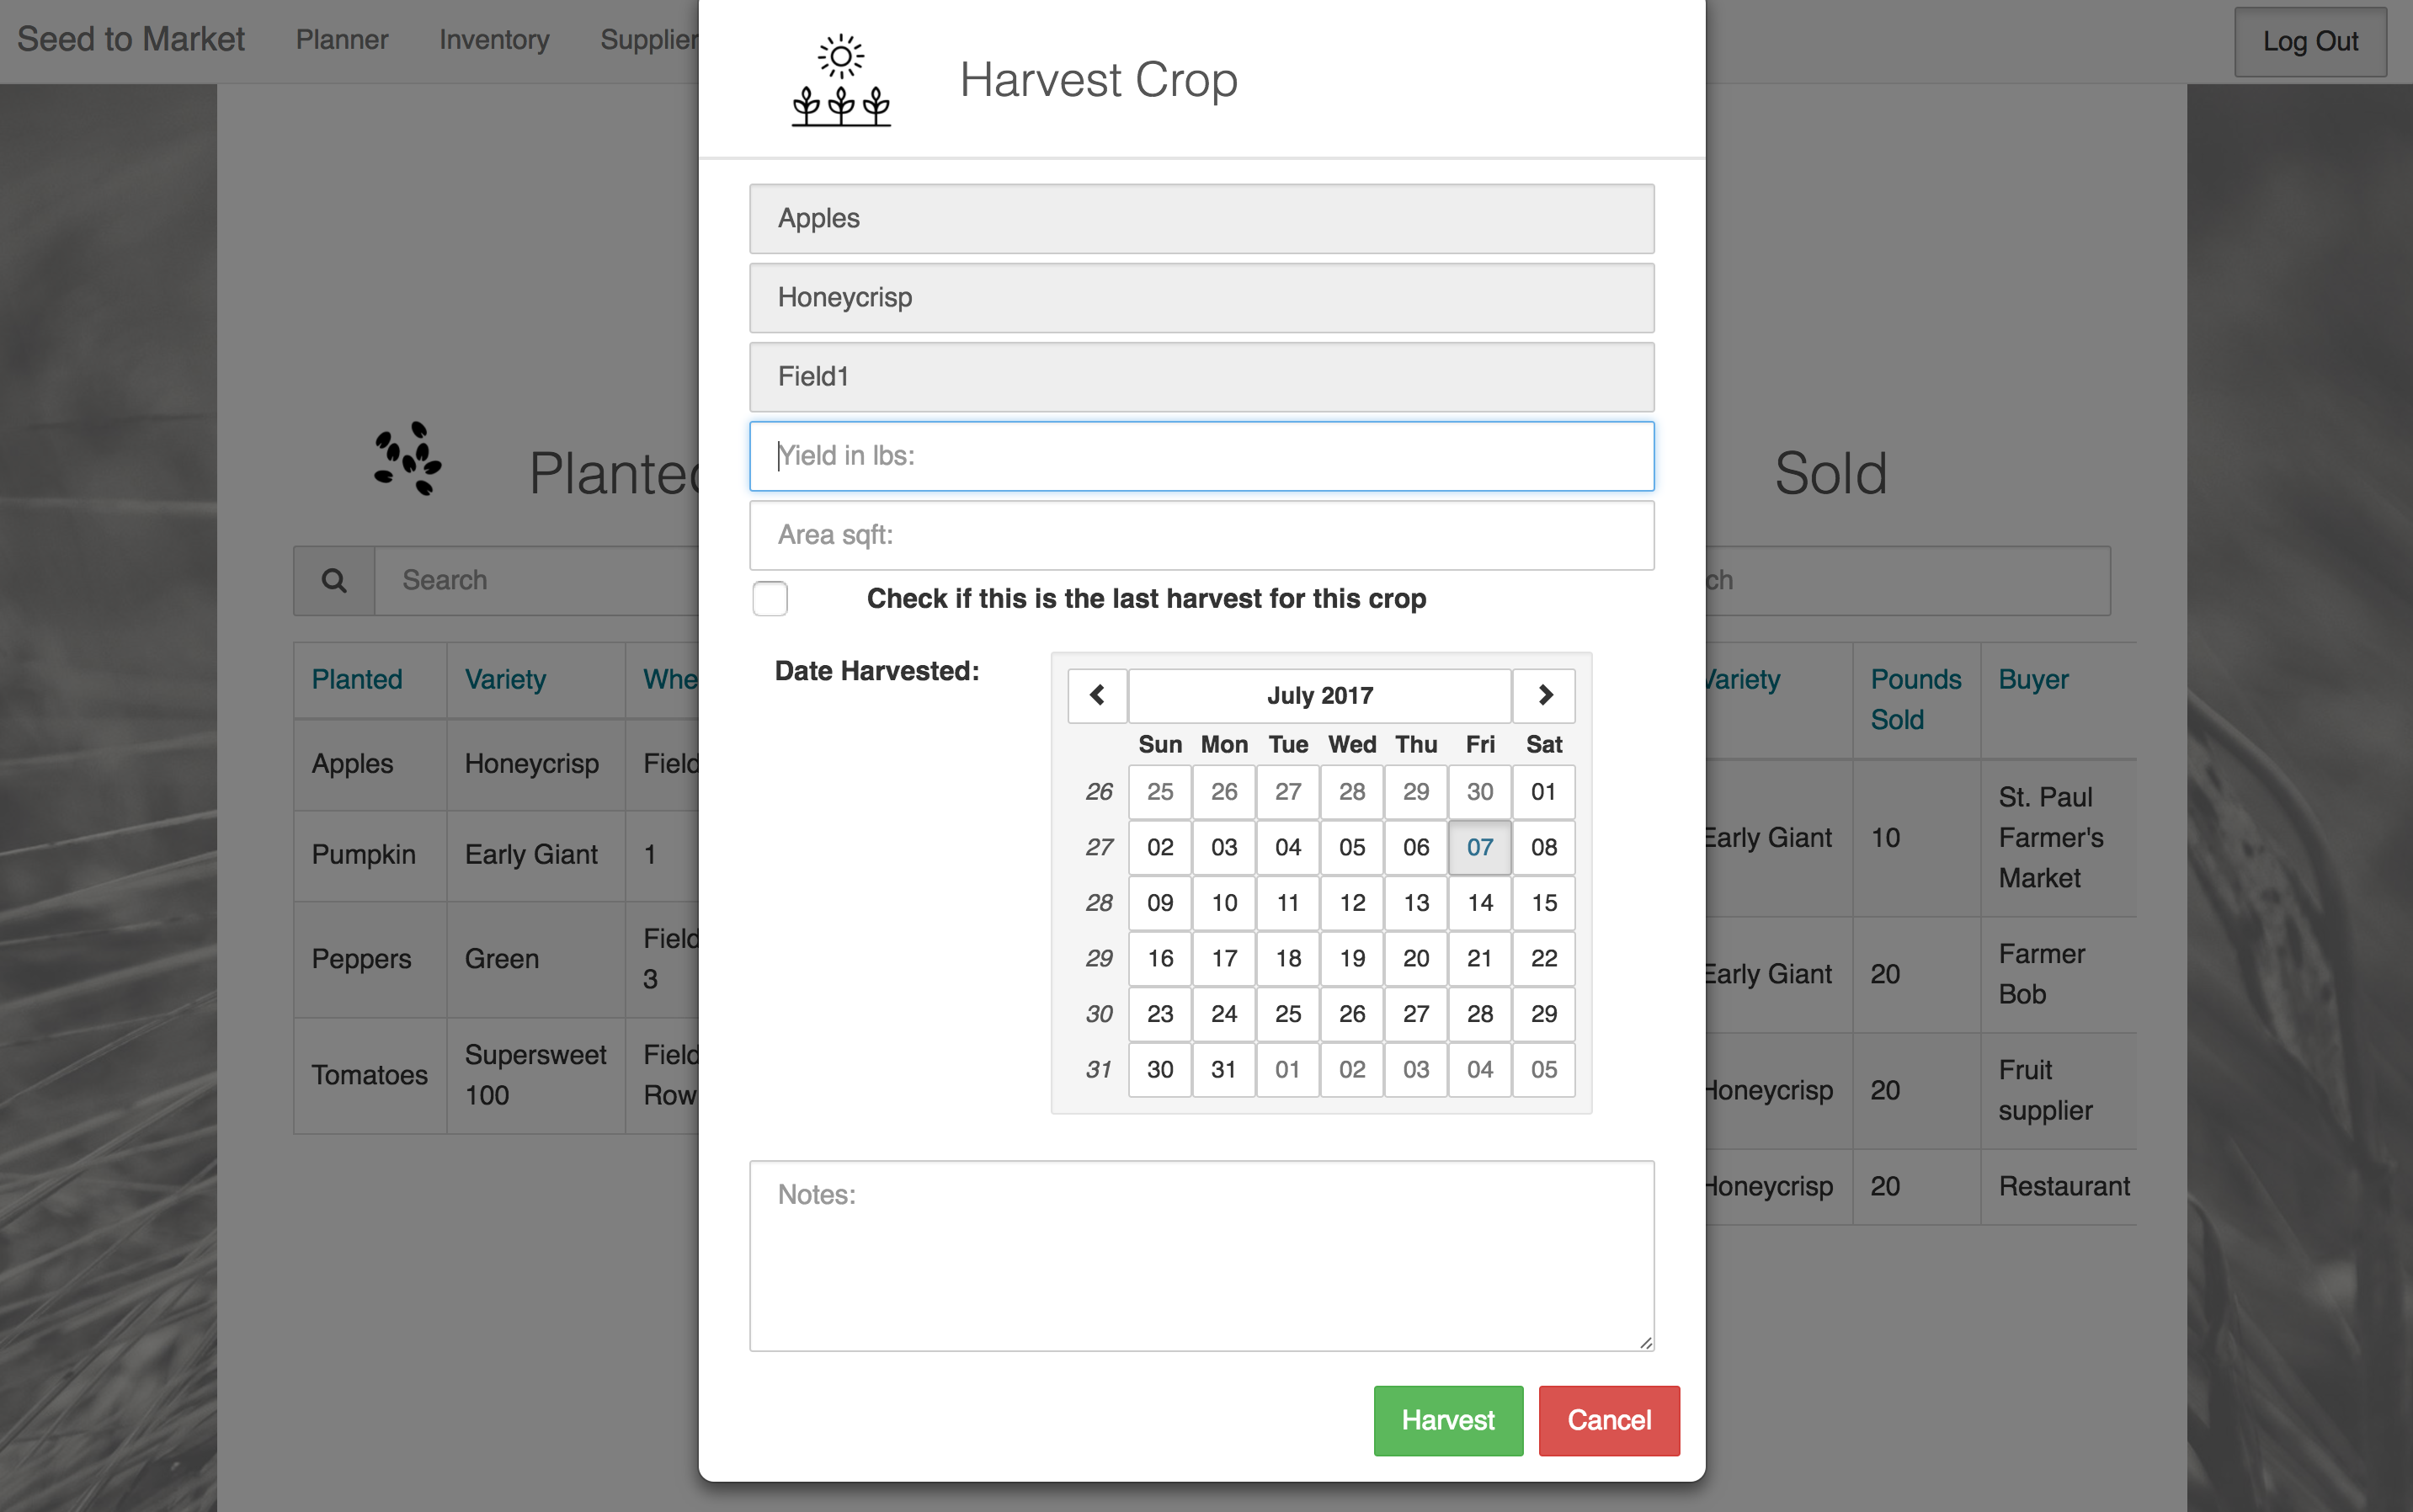 Seed to Market Planner Inventory Supplier Log Out
Harvest Crop
Apples
Honeycrisp
Field1
Yield in lbs:
Area sqft:
Check if this is the last harvest for this crop
Date Harvested:
July 2017
Sun Mon Tue Wed Thu Fri Sat
26 25 26 27 28 29 30 01
27 02 03 04 05 06 07 08
28 09 10 11 12 13 14 15
29 16 17 18 19 20 21 22
30 23 24 25 26 27 28 29
31 30 31 01 02 03 04 05
Notes:
Harvest Cancel
Planted
Search
Planted Variety Whe
Apples Honeycrisp Field
Pumpkin Early Giant 1
Peppers Green Field
3
Tomatoes Supersweet
100 Field
Row
Sold
ch
Variety Pounds
Sold Buyer
Early Giant 10 St. Paul
Farmer's
Market
Early Giant 20 Farmer
Bob
Honeycrisp 20 Fruit
supplier
Honeycrisp 20 Restaurant